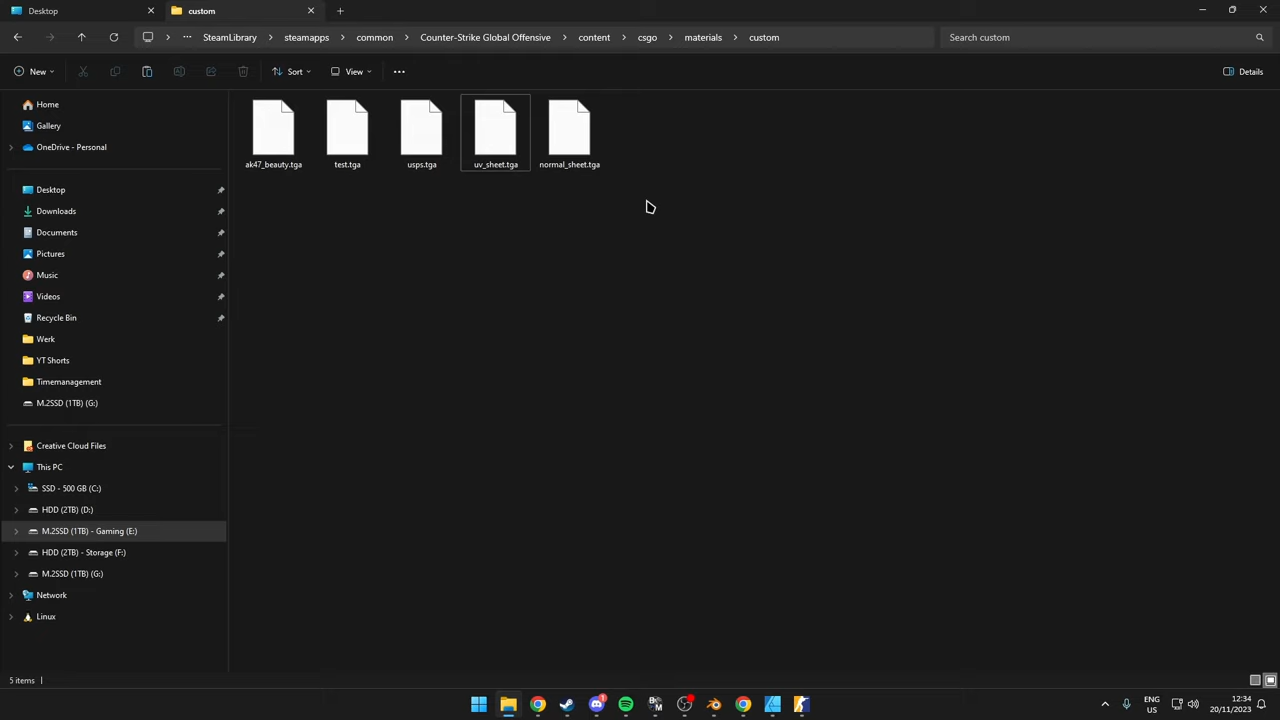 Desktop
custom
SteamLibrary
steamapps
common
Counter-Strike Global Offensive
content
csgo
materials
custom
Search custom
New
Sort
View
Details
Home
Gallery
OneDrive - Personal
Desktop
Downloads
Documents
Pictures
Music
Videos
Recycle Bin
Werk
YT Shorts
Timemanagement
M.2SSD (1TB) (G:)
Creative Cloud Files
This PC
SSD - 500 GB (C:)
HDD (2TB) (D:)
M.2SSD (1TB) - Gaming (E:)
HDD (2TB) - Storage (F:)
M.2SSD (1TB) (G:)
Network
Linux
ak47_beauty.tga
test.tga
usps.tga
uv_sheet.tga
normal_sheet.tga
5 items
ENG
US
12:34
20/11/2023